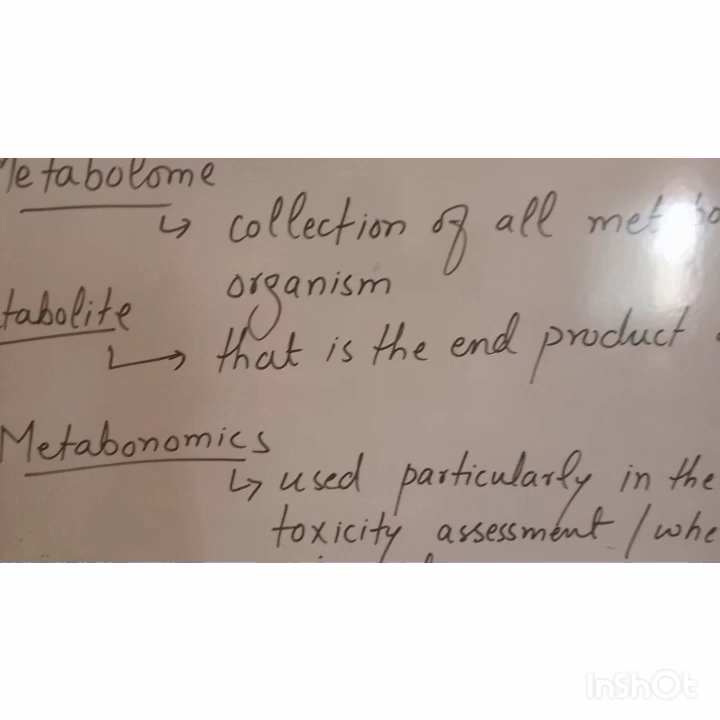 Metabolome
↳ collection of all
organism
tabolite
↳ that is the end product
Metabonomics
↳ used particularly in the
toxicity assessment / whe
InShOt